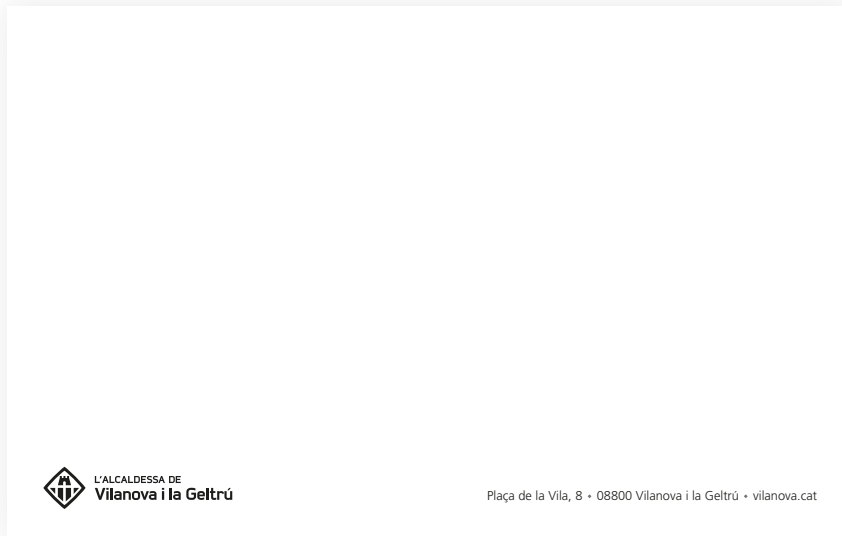 L'ALCALDESSA DE
Vilanova i la Geltrú
Plaça de la Vila, 8 • 08800 Vilanova i la Geltrú • vilanova.cat